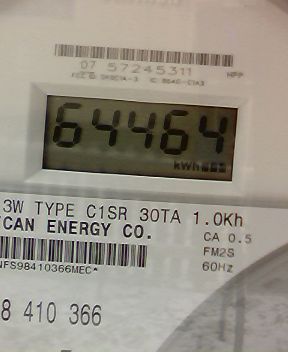 07 57245311
HPP
64464
kWh
3W TYPE C1SR 30TA 1.0Kh
CAN ENERGY CO.
CA 0.5
FM2S
60Hz
NFS98410366MEC*
8 410 366